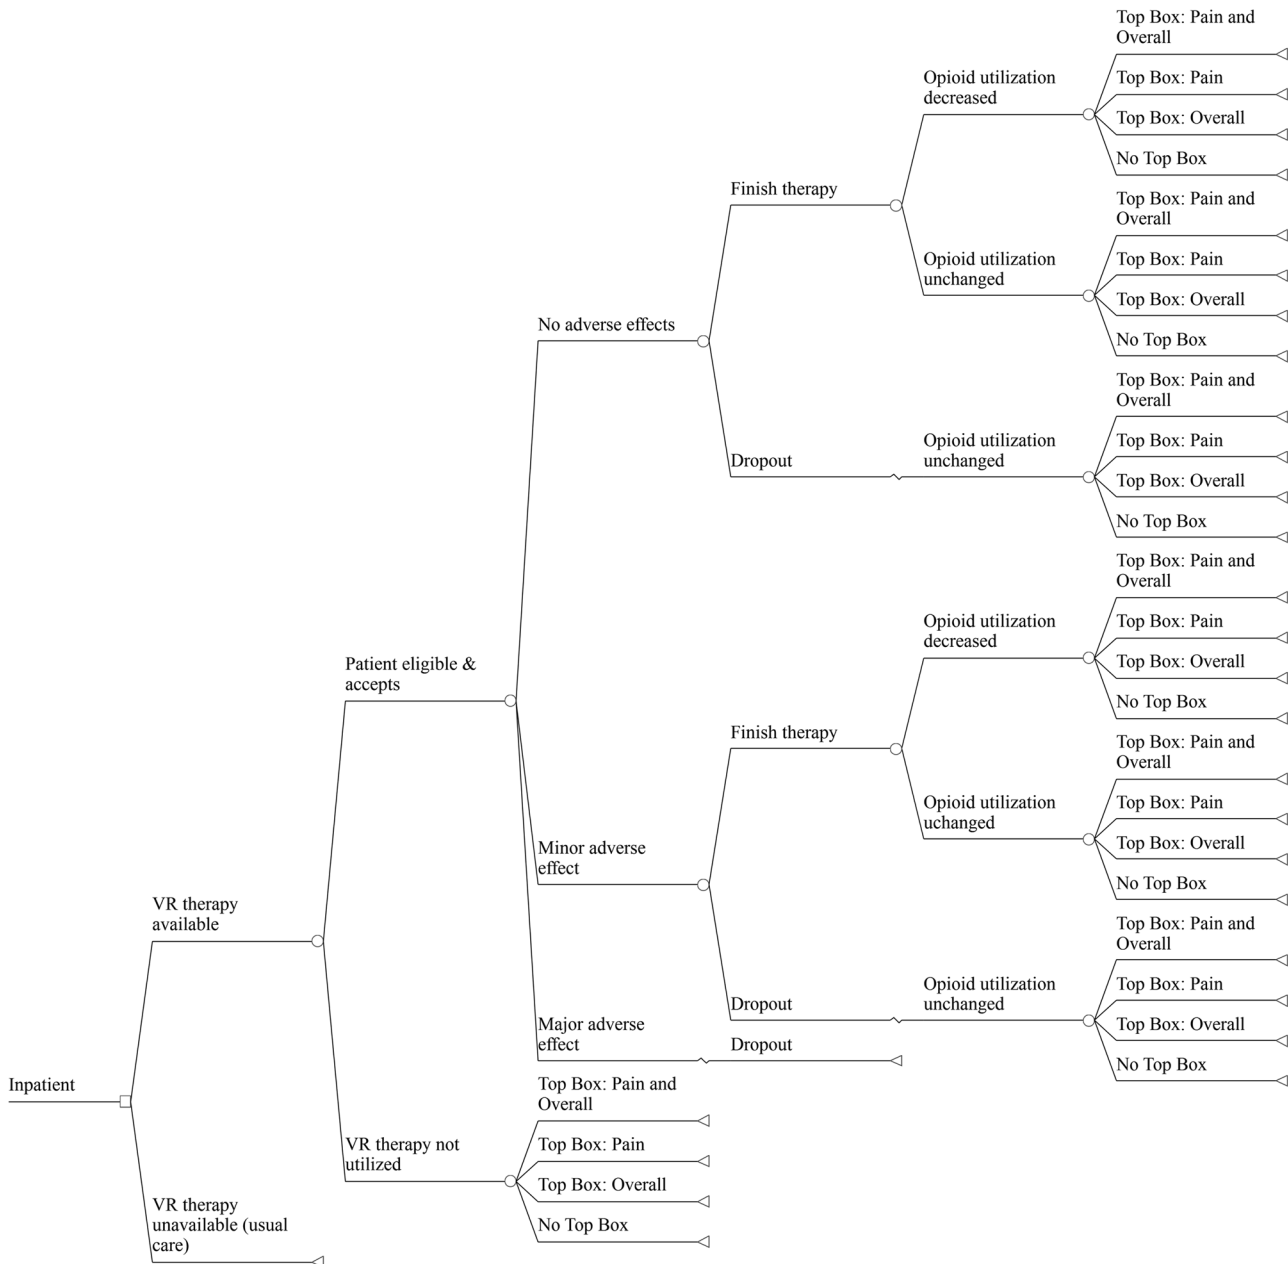 Top Box: Pain and
Overall
Opioid utilization
decreased
Top Box: Pain
Top Box: Overall
No Top Box
Finish therapy
Top Box: Pain and
Overall
Opioid utilization
unchanged
Top Box: Pain
Top Box: Overall
No Top Box
No adverse effects
Top Box: Pain and
Overall
Dropout
Opioid utilization
unchanged
Top Box: Pain
Top Box: Overall
No Top Box
Top Box: Pain and
Overall
Opioid utilization
decreased
Top Box: Pain
Top Box: Overall
No Top Box
Patient eligible &
accepts
Finish therapy
Top Box: Pain and
Overall
Opioid utilization
uchanged
Top Box: Pain
Top Box: Overall
No Top Box
Minor adverse
effect
VR therapy
available
Top Box: Pain and
Overall
Dropout
Opioid utilization
unchanged
Top Box: Pain
Top Box: Overall
No Top Box
Major adverse
effect
Dropout
Inpatient
Top Box: Pain and
Overall
VR therapy not
utilized
Top Box: Pain
Top Box: Overall
No Top Box
VR therapy
unavailable (usual
care)